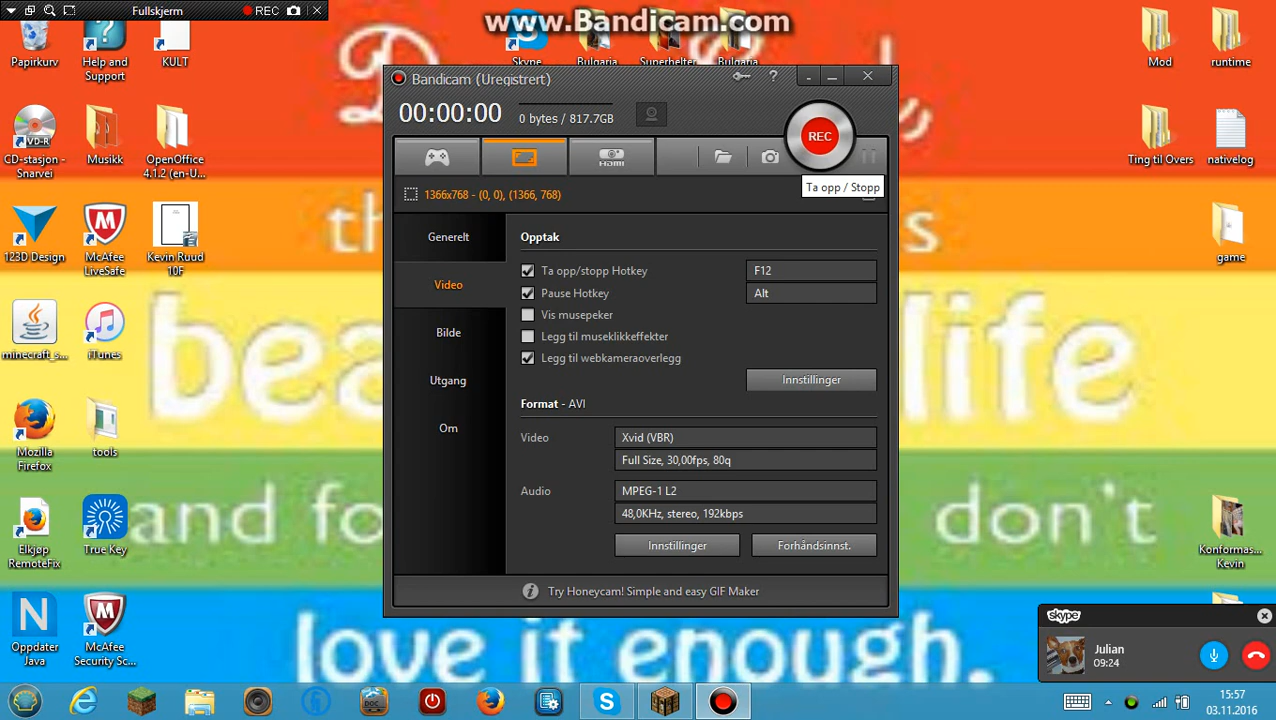 Fullskjerm
REC
www.Bandicam.com
Papirkurv
Help and Support
KULT
Skype
Bulgaria
Superhelter
Bulgaria
Mod
runtime
CD-stasjon - Snarvei
Musikk
OpenOffice 4.1.2 (en-U...
Ting til Overs
nativelog
123D Design
McAfee LiveSafe
Kevin Ruud 10F
game
minecraft_s...
iTunes
Mozilla Firefox
tools
Elkjøp RemoteFix
True Key
Konformas... Kevin
Oppdater Java
McAfee Security Sc...
life
and
don't
love it enough.
Bandicam (Uregistrert)
00:00:00
0 bytes / 817.7GB
REC
HDMI
Ta opp / Stopp
1366x768 - (0, 0), (1366, 768)
Generelt
Video
Bilde
Utgang
Om
Opptak
Ta opp/stopp Hotkey
F12
Pause Hotkey
Alt
Vis musepeker
Legg til museklikkeffekter
Legg til webkameraoverlegg
Innstillinger
Format - AVI
Video
Xvid (VBR)
Full Size, 30,00fps, 80q
Audio
MPEG-1 L2
48,0KHz, stereo, 192kbps
Innstillinger
Forhåndsinnst.
Try Honeycam! Simple and easy GIF Maker
skype
Julian
09:24
15:57
03.11.2016